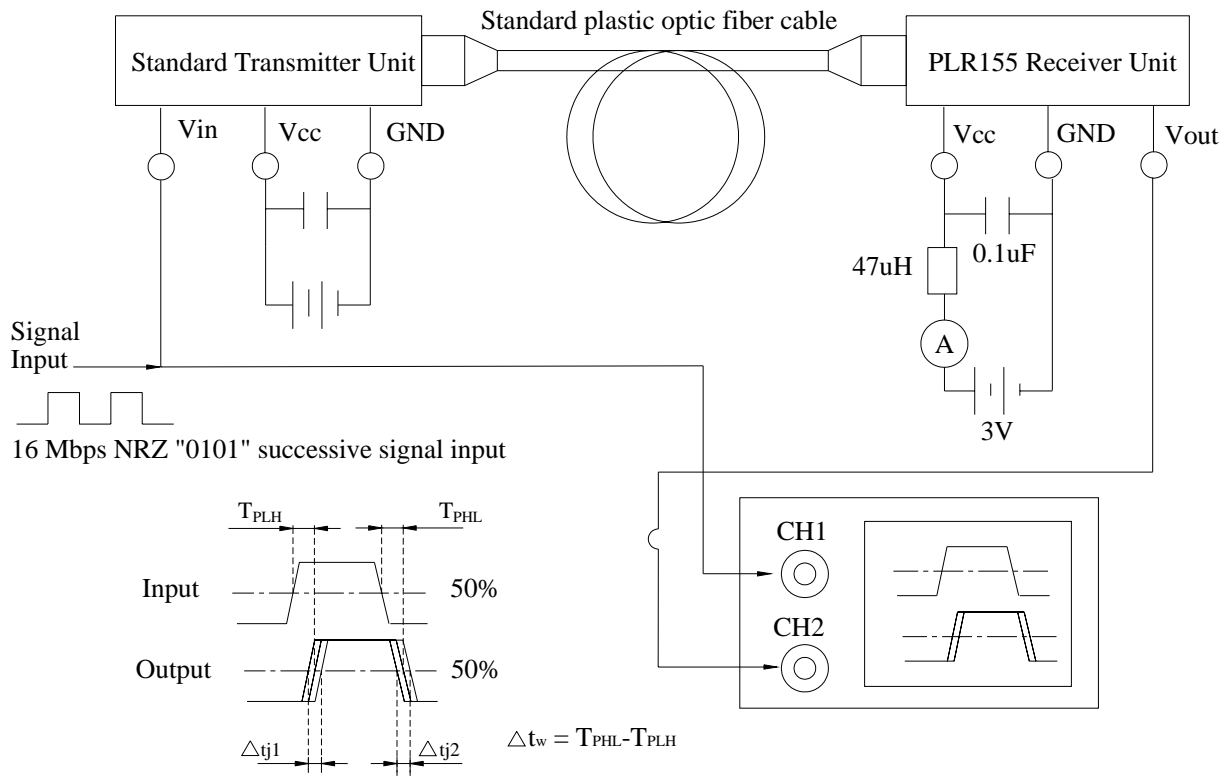 Standard plastic optic fiber cable
Standard Transmitter Unit
PLR155 Receiver Unit
Vin
Vcc
GND
Vcc
GND
Vout
47uH
0.1uF
A
3V
Signal
Input
16 Mbps NRZ "0101" successive signal input
TPLH
TPHL
Input
50%
Output
50%
△tj1
△tj2
△tw = TPHL-TPLH
CH1
CH2